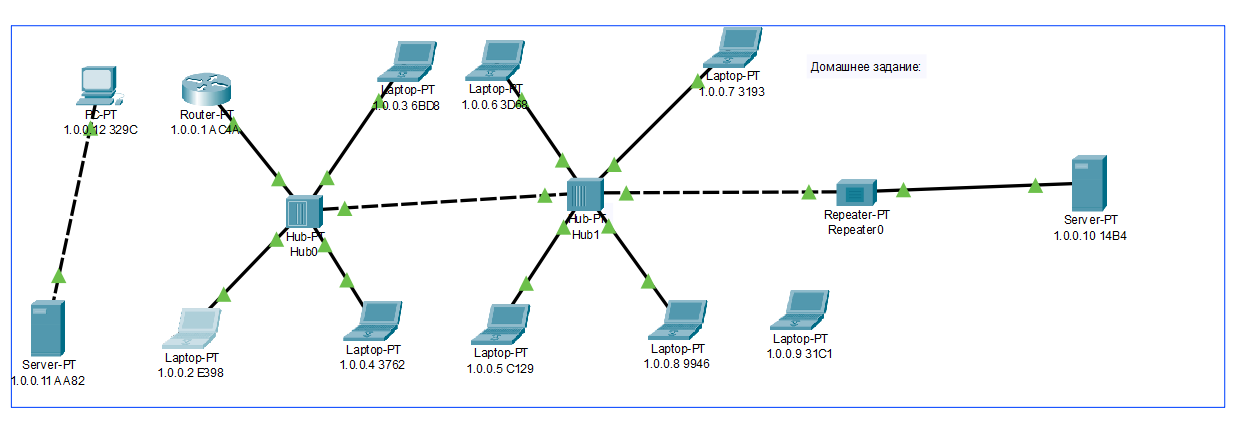 Домашнее задание:
PC-PT
1.0.0.12 329C
Router-PT
1.0.0.1 AC4A
Laptop-PT
1.0.0.3 6BD8
Laptop-PT
1.0.0.6 3D68
Laptop-PT
1.0.0.7 3193
Hub-PT
Hub0
Hub-PT
Hub1
Repeater-PT
Repeater0
Server-PT
1.0.0.10 14B4
Server-PT
1.0.0.11 AA82
Laptop-PT
1.0.0.2 E398
Laptop-PT
1.0.0.4 3762
Laptop-PT
1.0.0.5 C129
Laptop-PT
1.0.0.8 9946
Laptop-PT
1.0.0.9 31C1